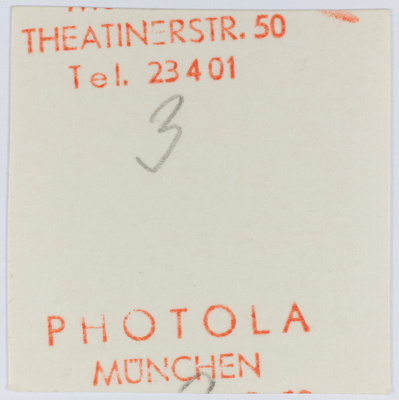 THEATINERSTR. 50
Tel. 23401
3
PHOTOLA
MÜNCHEN